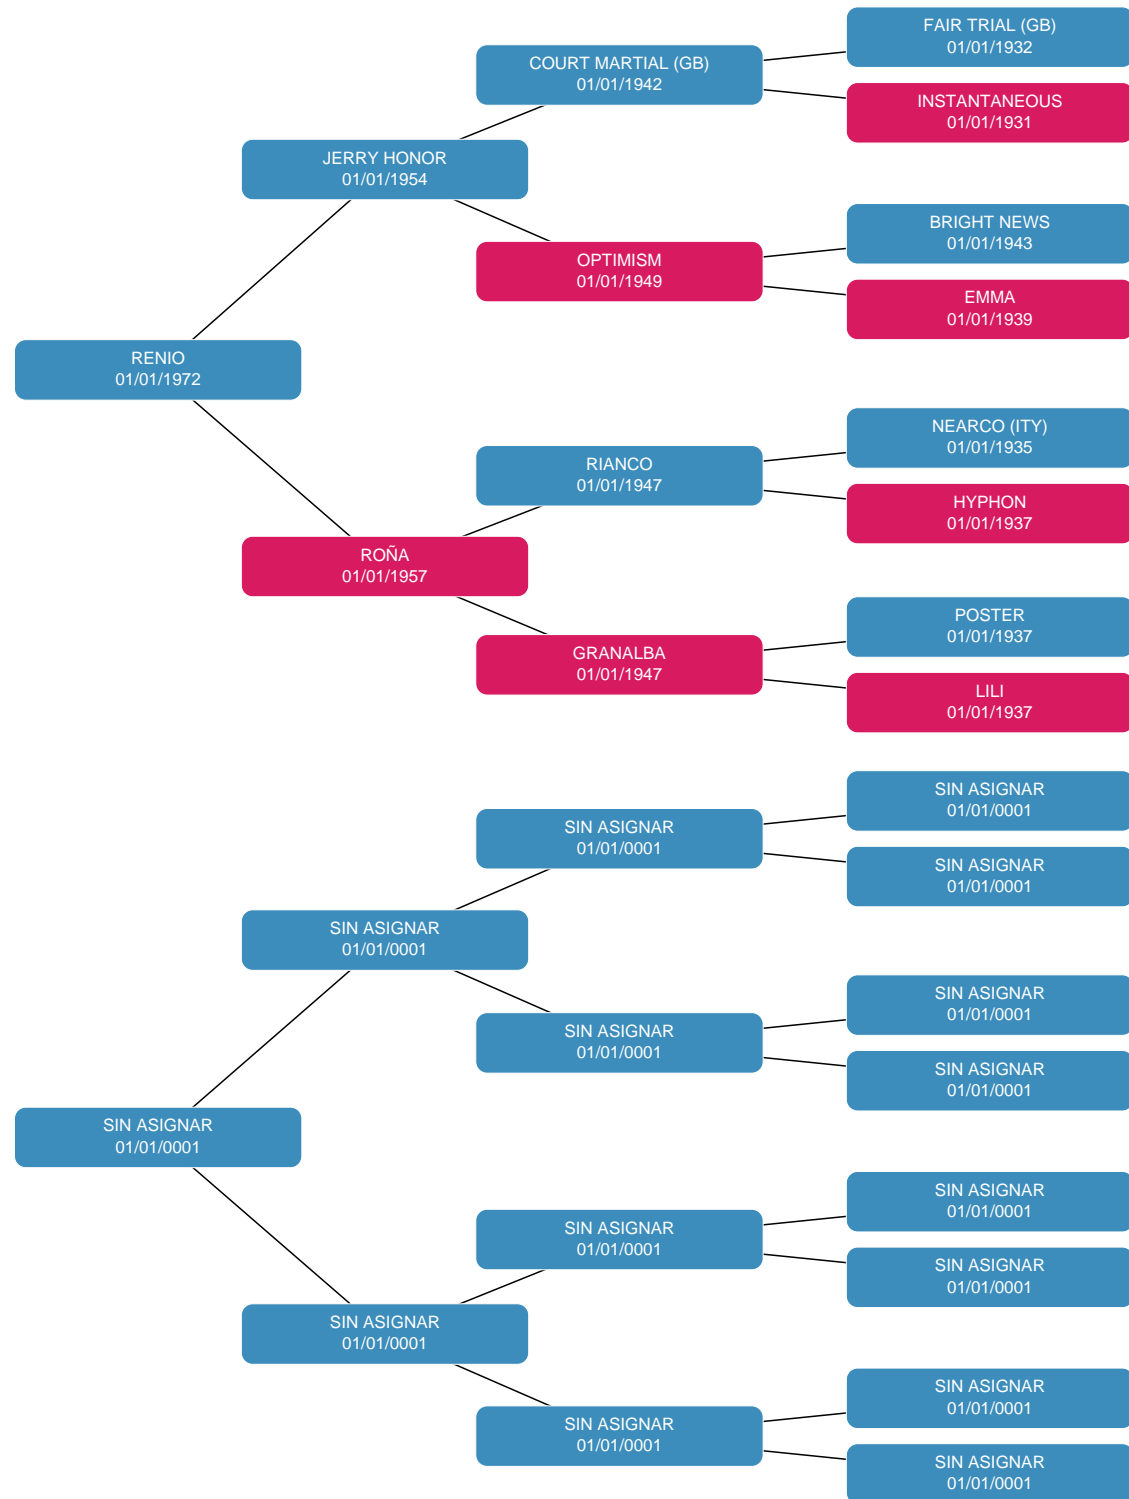 FAIR TRIAL (GB)
01/01/1932
COURT MARTIAL (GB)
01/01/1942
INSTANTANEOUS
01/01/1931
JERRY HONOR
01/01/1954
BRIGHT NEWS
01/01/1943
OPTIMISM
01/01/1949
EMMA
01/01/1939
RENIO
01/01/1972
NEARCO (ITY)
01/01/1935
RIANCO
01/01/1947
HYPHON
01/01/1937
ROÑA
01/01/1957
POSTER
01/01/1937
GRANALBA
01/01/1947
LILI
01/01/1937
SIN ASIGNAR
01/01/0001
SIN ASIGNAR
01/01/0001
SIN ASIGNAR
01/01/0001
SIN ASIGNAR
01/01/0001
SIN ASIGNAR
01/01/0001
SIN ASIGNAR
01/01/0001
SIN ASIGNAR
01/01/0001
SIN ASIGNAR
01/01/0001
SIN ASIGNAR
01/01/0001
SIN ASIGNAR
01/01/0001
SIN ASIGNAR
01/01/0001
SIN ASIGNAR
01/01/0001
SIN ASIGNAR
01/01/0001
SIN ASIGNAR
01/01/0001
SIN ASIGNAR
01/01/0001